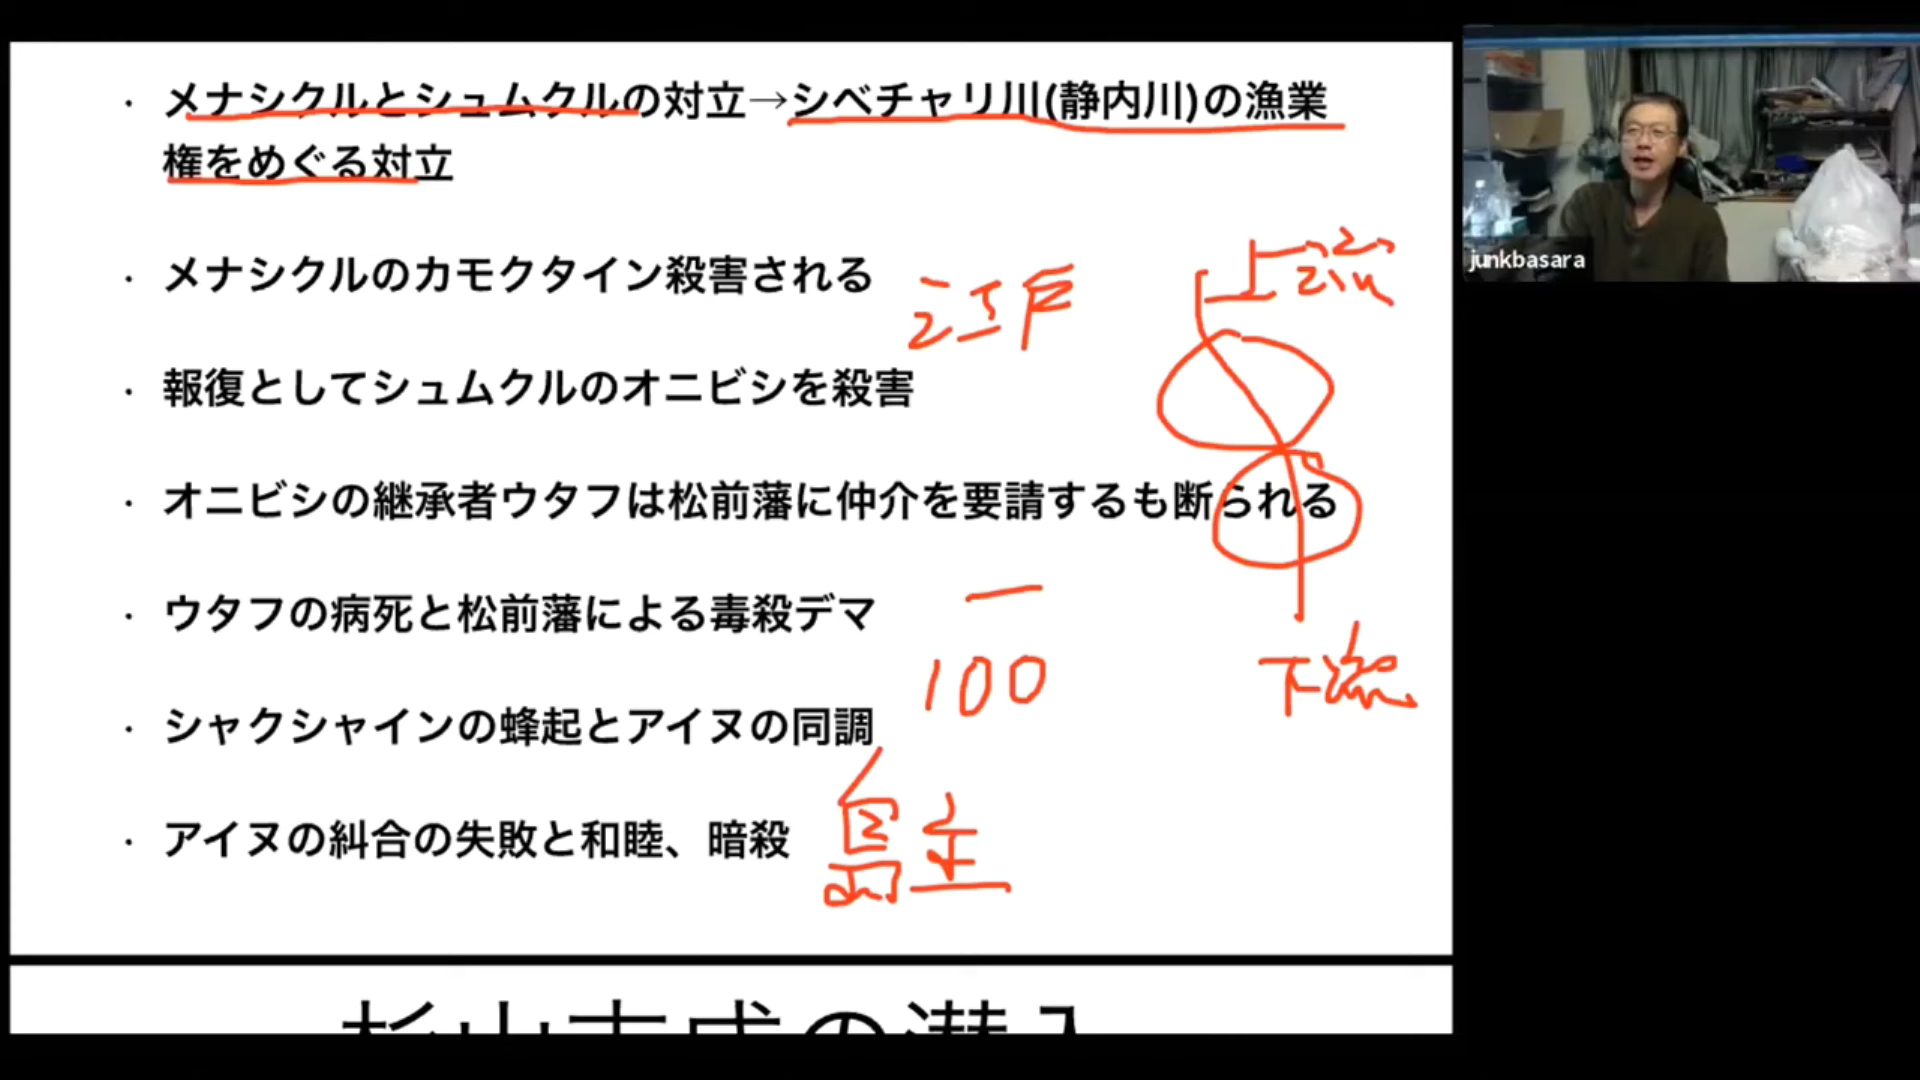 ・メナシクルとシュムクルの対立→シベチャリ川(静内川)の漁業
権をめぐる対立
・メナシクルのカモクタイン殺害される
・報復としてシュムクルのオニビシを殺害
・オニビシの継承者ウタフは松前藩に仲介を要請するも断られる
・ウタフの病死と松前藩による毒殺デマ
・シャクシャインの蜂起とアイヌの同調
・アイヌの糾合の失敗と和睦、暗殺
江戸
上流
一
100
下流
島主
junkbasara